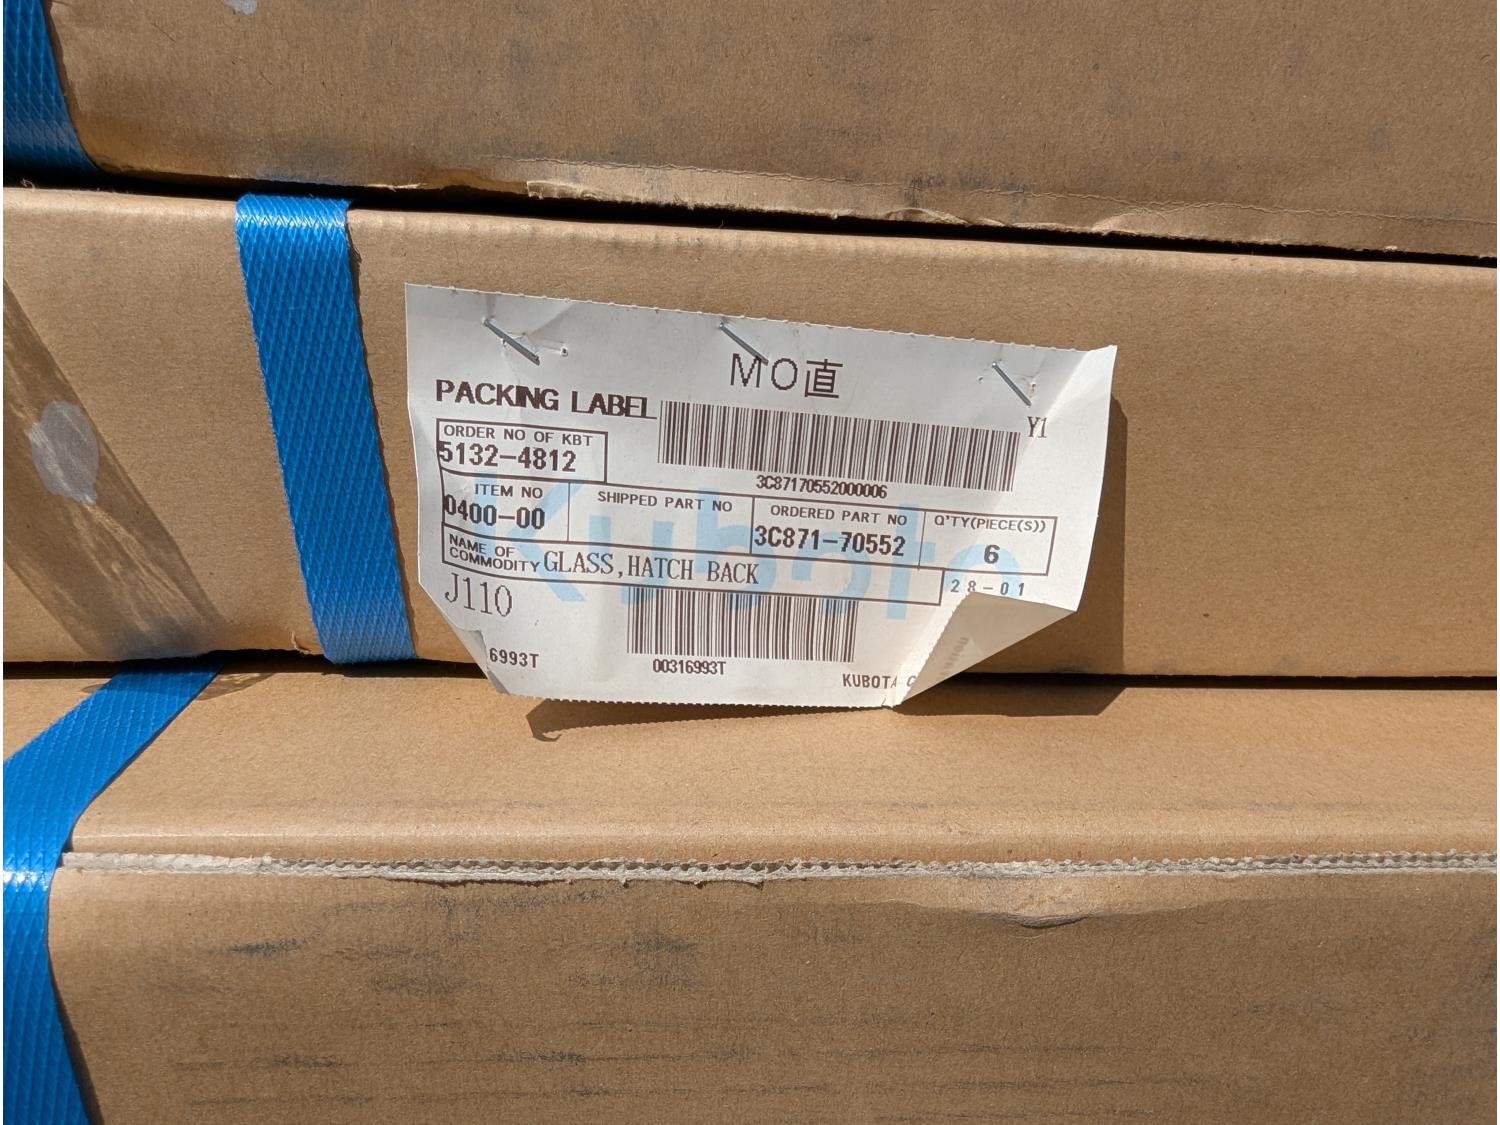 MO直
PACKING LABEL
Y1
ORDER NO OF KBT
5132-4812
3C87170552000006
ITEM NO
0400-00
SHIPPED PART NO
ORDERED PART NO
3C871-70552
Q'TY(PIECE(S))
6
NAME OF COMMODITY
GLASS,HATCH BACK
28-01
J110
6993T
00316993T
KUBOTA C
Kubota